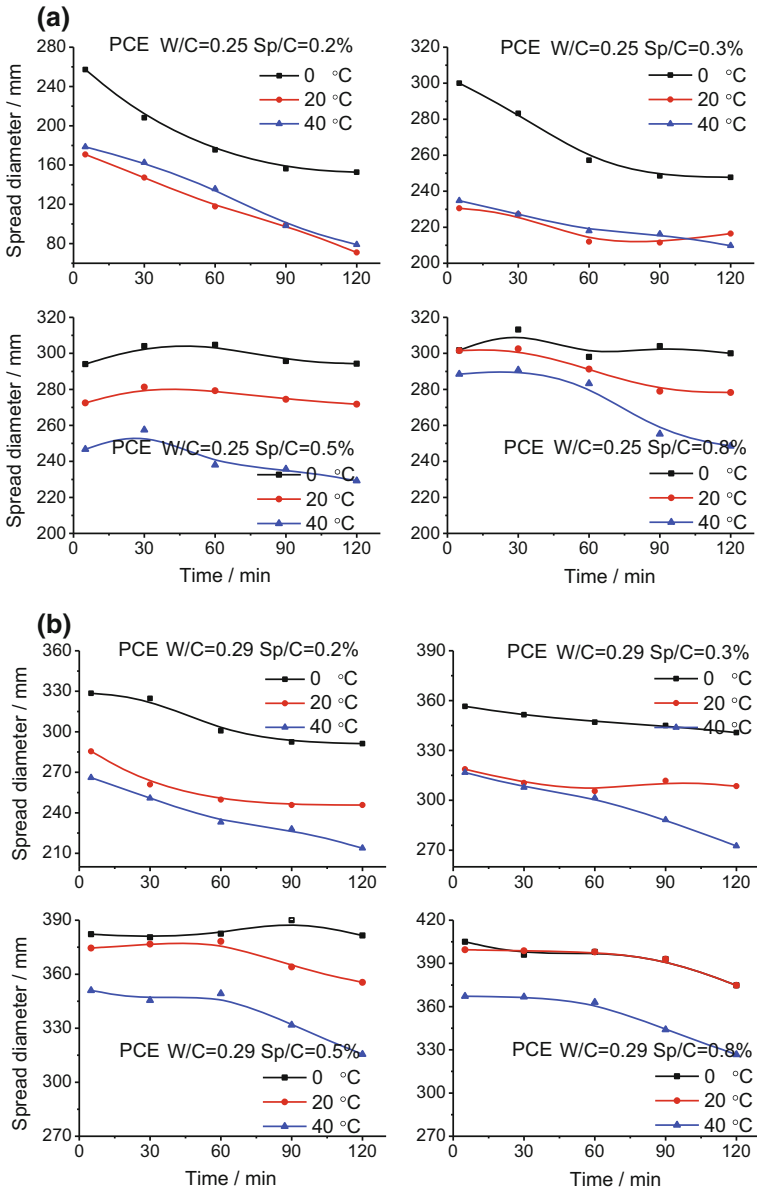 (a)
PCE W/C=0.25 Sp/C=0.2%
0 °C
20 °C
40 °C
280
240
200
160
120
80
0 30 60 90 120
Spread diameter / mm
PCE W/C=0.25 Sp/C=0.3%
0 °C
20 °C
40 °C
320
300
280
260
240
220
200
0 30 60 90 120
320
300
280
260
240
220
200
PCE W/C=0.25 Sp/C=0.5%
0 °C
20 °C
40 °C
0 30 60 90 120
Spread diameter / mm
Time / min
320
300
280
260
240
220
200
PCE W/C=0.25 Sp/C=0.8%
0 °C
20 °C
40 °C
0 30 60 90 120
Time / min
(b)
PCE W/C=0.29 Sp/C=0.2%
0 °C
20 °C
40 °C
360
330
300
270
240
210
0 30 60 90 120
Spread diameter / mm
PCE W/C=0.29 Sp/C=0.3%
0 °C
20 °C
40 °C
390
360
330
300
270
0 30 60 90 120
390
360
330
300
270
PCE W/C=0.29 Sp/C=0.5%
0 °C
20 °C
40 °C
0 30 60 90 120
Spread diameter / mm
Time / min
420
390
360
330
300
270
PCE W/C=0.29 Sp/C=0.8%
0 °C
20 °C
40 °C
0 30 60 90 120
Time / min